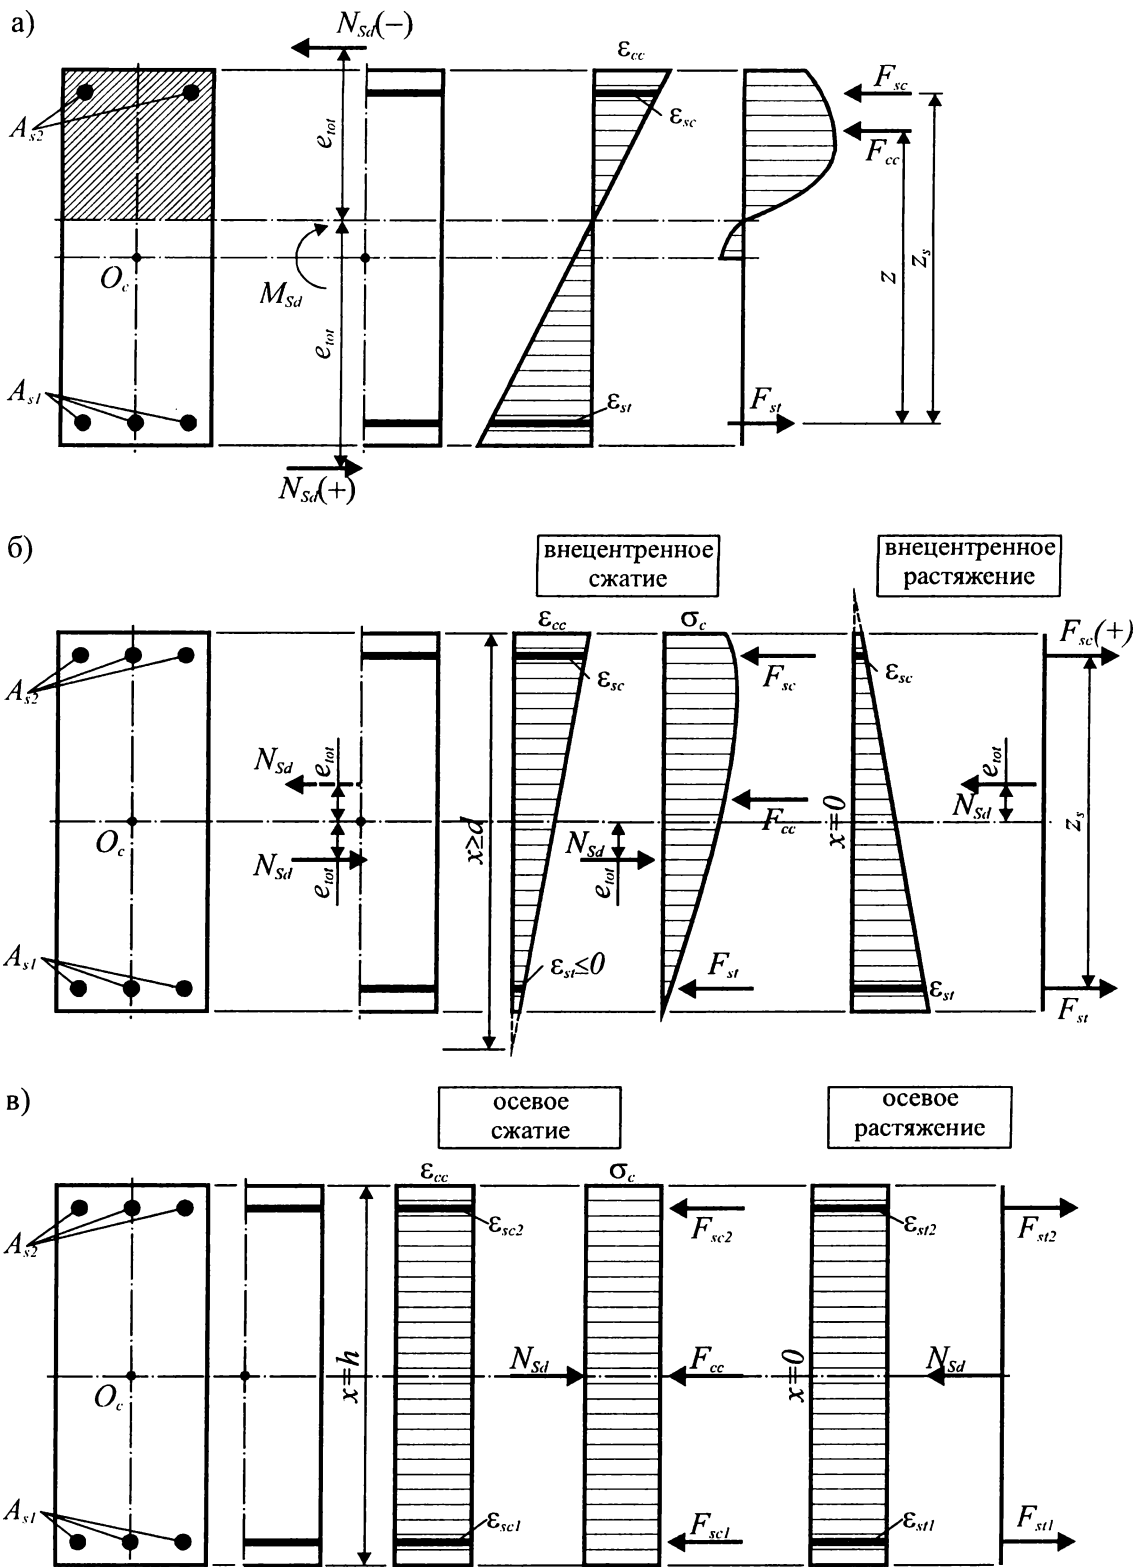 а)
N_Sd(−)
ε_cc
F_sc
A_s2
e_tot
ε_sc
F_cc
O_c
M_Sd
z
z_s
e_tot
A_s1
ε_st
F_st
N_Sd(+)
б)
внецентренное
сжатие
внецентренное
растяжение
ε_cc
σ_c
F_sc(+)
A_s2
ε_sc
F_sc
ε_sc
N_Sd
e_tot
e_tot
N_Sd
O_c
x≥d
F_cc
x=0
z_s
N_Sd
e_tot
N_Sd
e_tot
A_s1
ε_st≤0
F_st
ε_st
F_st
в)
осевое
сжатие
осевое
растяжение
ε_cc
σ_c
A_s2
ε_sc2
F_sc2
ε_st2
F_st2
O_c
x=h
N_Sd
F_cc
x=0
N_Sd
A_s1
ε_sc1
F_sc1
ε_st1
F_st1